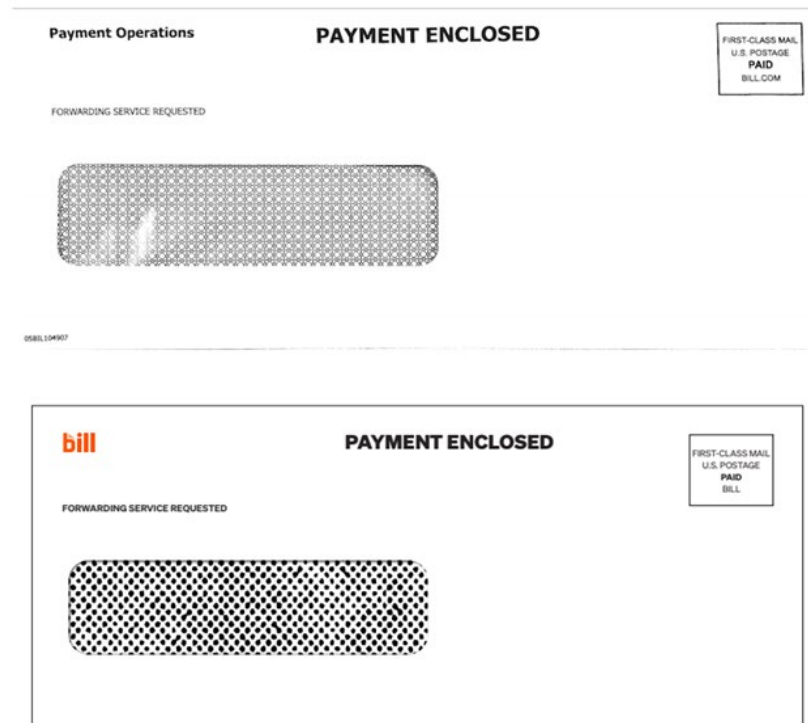 Payment Operations
PAYMENT ENCLOSED
FIRST-CLASS MAIL
U.S. POSTAGE
PAID
BILL.COM
FORWARDING SERVICE REQUESTED
05BIL104907
bill
PAYMENT ENCLOSED
FIRST-CLASS MAIL
U.S. POSTAGE
PAID
BILL
FORWARDING SERVICE REQUESTED